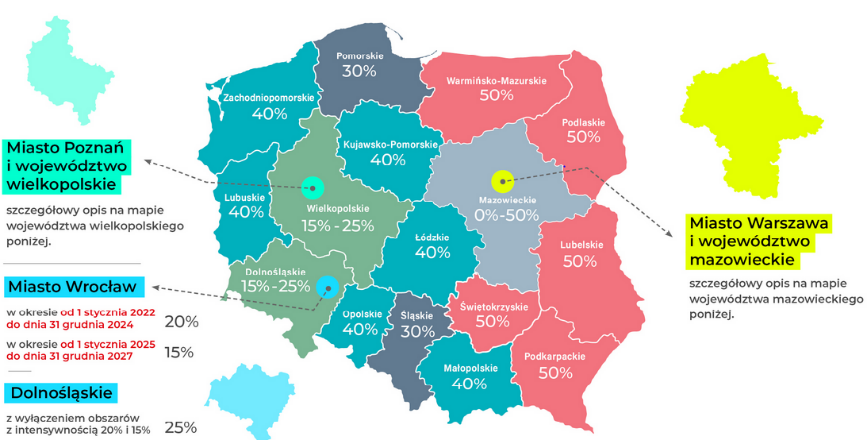 Miasto Poznań
i województwo
wielkopolskie
szczegółowy opis na mapie
województwa wielkopolskiego
poniżej.
Miasto Wrocław
w okresie od 1 stycznia 2022
do dnia 31 grudnia 2024
20%
w okresie od 1 stycznia 2025
do dnia 31 grudnia 2027
15%
Dolnośląskie
z wyłączeniem obszarów
z intensywnością 20% i 15%
25%
Pomorskie
30%
Warmińsko-Mazurskie
50%
Zachodniopomorskie
40%
Podlaskie
50%
Kujawsko-Pomorskie
40%
Lubuskie
40%
Wielkopolskie
15% - 25%
Mazowieckie
0%-50%
Łódzkie
40%
Lubelskie
50%
Dolnośląskie
15% -25%
Opolskie
40%
Śląskie
30%
Świętokrzyskie
50%
Małopolskie
40%
Podkarpackie
50%
Miasto Warszawa
i województwo
mazowieckie
szczegółowy opis na mapie
województwa mazowieckiego
poniżej.